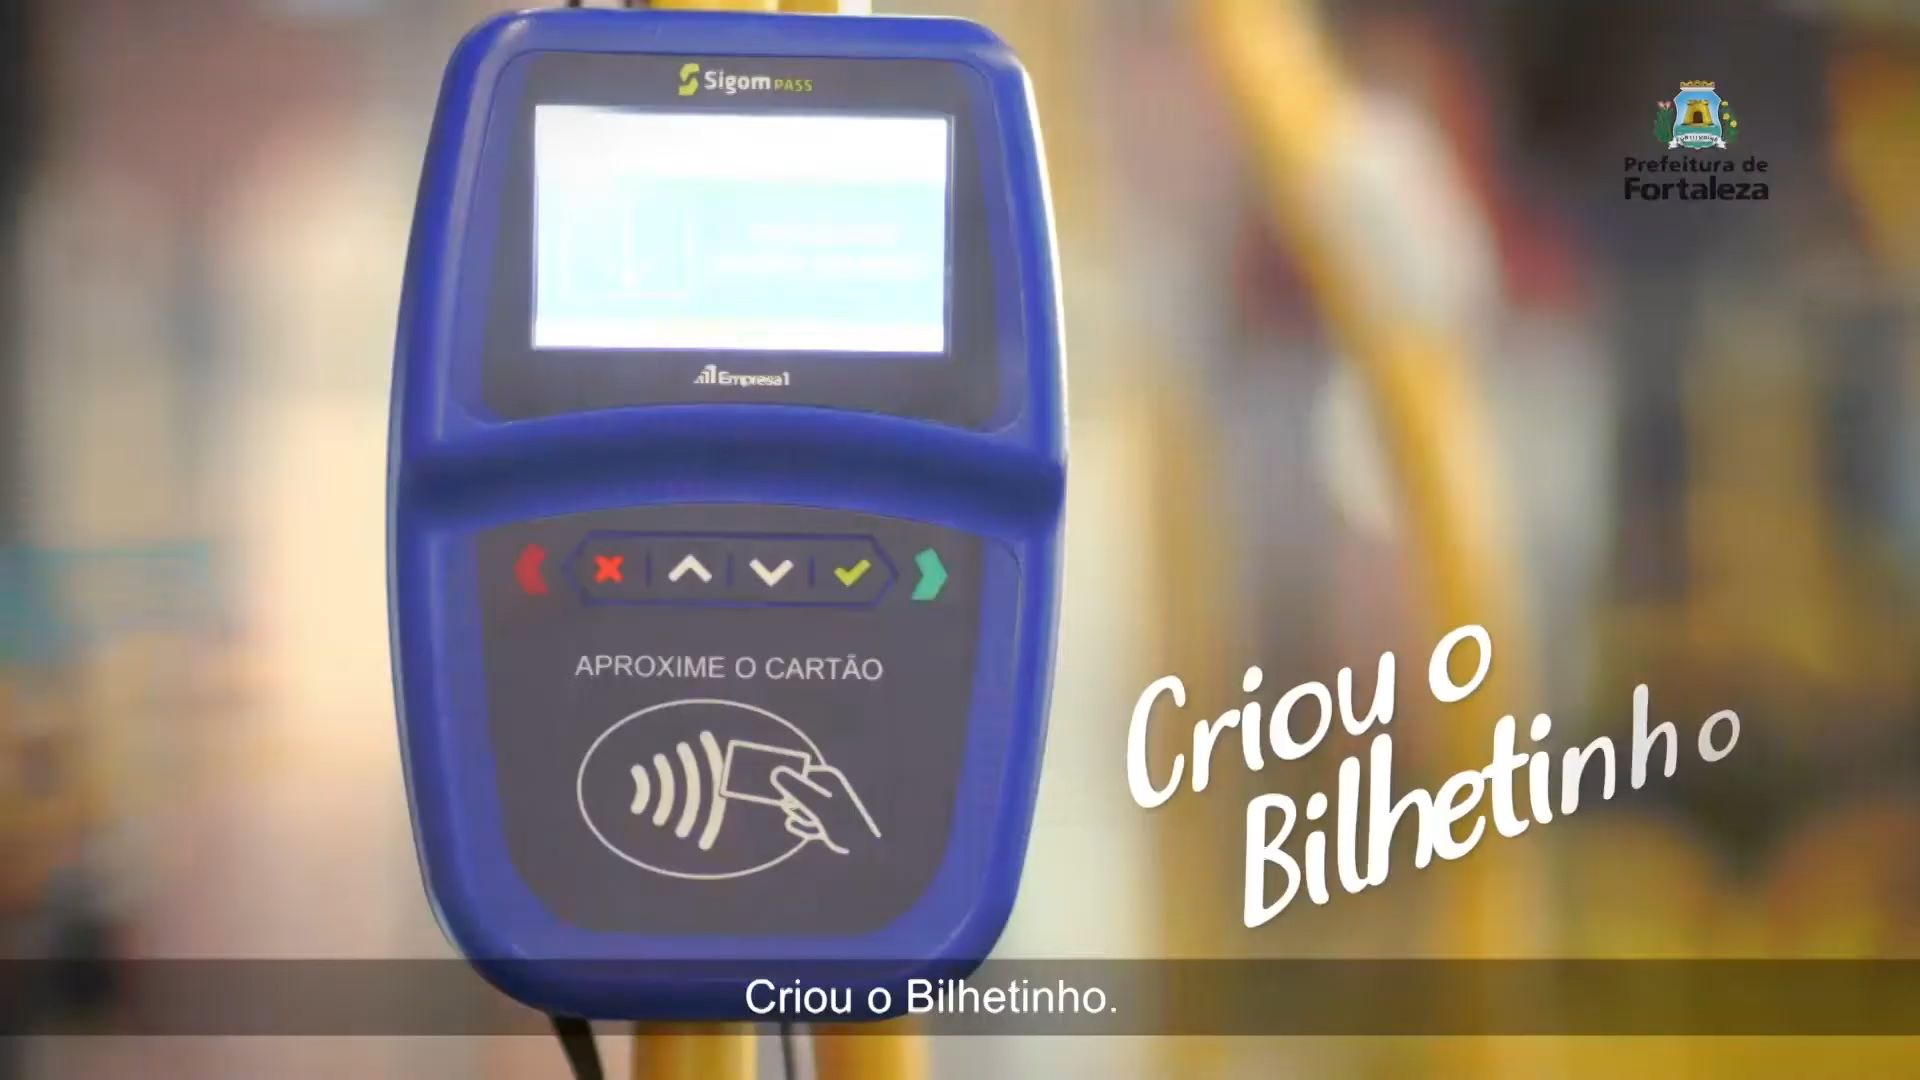 Sigom PASS
Prefeitura de
Fortaleza
Empresa1
APROXIME O CARTÃO
Criou o
Bilhetinho
Criou o Bilhetinho.